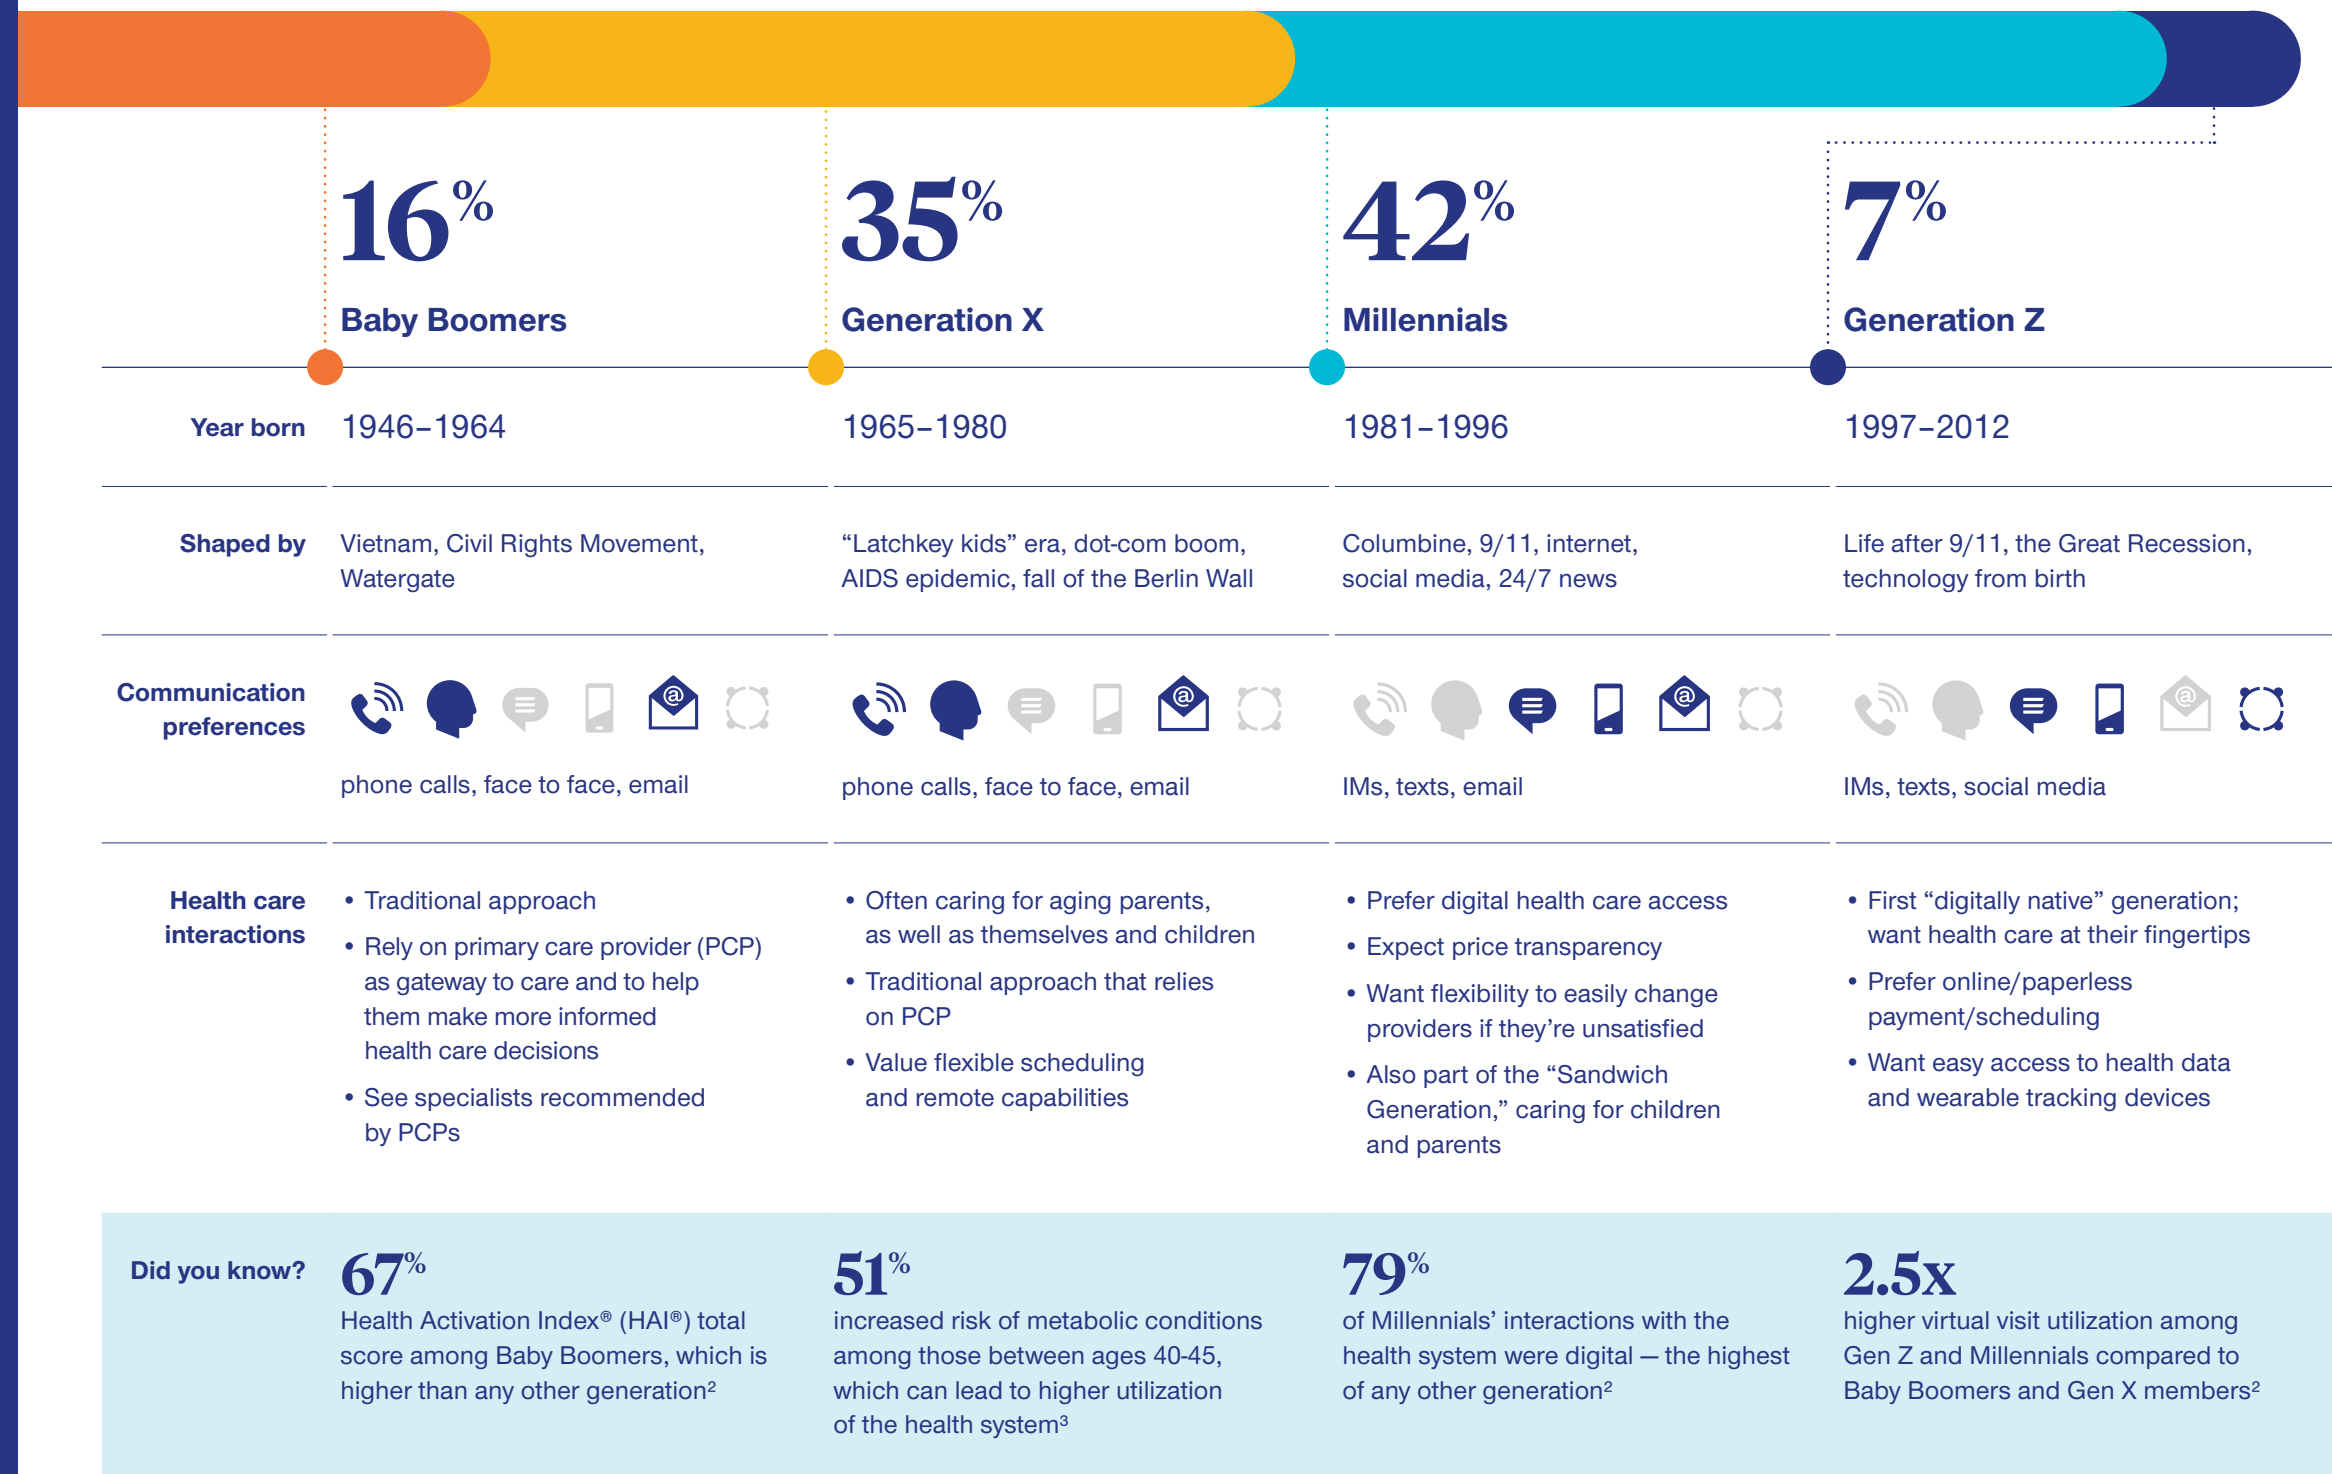 16%
Baby Boomers
35%
Generation X
42%
Millennials
7%
Generation Z
Year born
1946–1964
1965–1980
1981–1996
1997–2012
Shaped by
Vietnam, Civil Rights Movement,
Watergate
“Latchkey kids” era, dot-com boom,
AIDS epidemic, fall of the Berlin Wall
Columbine, 9/11, internet,
social media, 24/7 news
Life after 9/11, the Great Recession,
technology from birth
Communication
preferences
@
phone calls, face to face, email
@
phone calls, face to face, email
@
IMs, texts, email
@
IMs, texts, social media
Health care
interactions
• Traditional approach
• Rely on primary care provider (PCP)
as gateway to care and to help
them make more informed
health care decisions
• See specialists recommended
by PCPs
• Often caring for aging parents,
as well as themselves and children
• Traditional approach that relies
on PCP
• Value flexible scheduling
and remote capabilities
• Prefer digital health care access
• Expect price transparency
• Want flexibility to easily change
providers if they’re unsatisfied
• Also part of the “Sandwich
Generation,” caring for children
and parents
• First “digitally native” generation;
want health care at their fingertips
• Prefer online/paperless
payment/scheduling
• Want easy access to health data
and wearable tracking devices
Did you know?
67%
Health Activation Index® (HAI®) total
score among Baby Boomers, which is
higher than any other generation²
51%
increased risk of metabolic conditions
among those between ages 40-45,
which can lead to higher utilization
of the health system³
79%
of Millennials’ interactions with the
health system were digital — the highest
of any other generation²
2.5x
higher virtual visit utilization among
Gen Z and Millennials compared to
Baby Boomers and Gen X members²